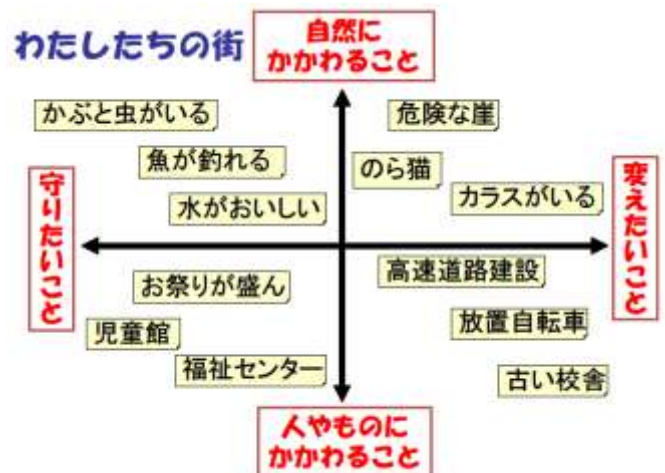 わたしたちの街
自然に
かかわること
かぶと虫がいる
危険な崖
魚が釣れる
のら猫
水がおいしい
カラスがいる
守りたいこと
変えたいこと
お祭りが盛ん
高速道路建設
児童館
放置自転車
福祉センター
古い校舎
人やものに
かかわること